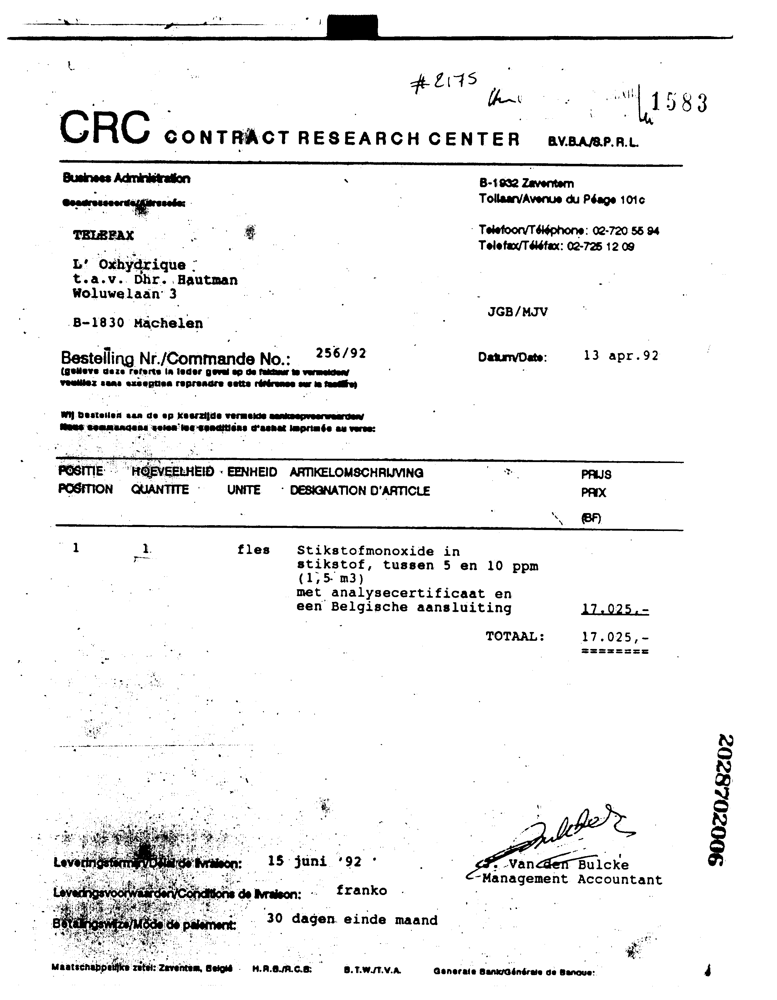 #2175
1583
CRC CONTRACT RESEARCH CENTER B.V.B.A./S.P.R.L.
Business Administration
B-1932 Zaventem
Tollaan/Avenue du Péage 101c
Geadresseerde/Adressée:
Telefoon/Téléphone: 02-720 55 94
Telefax/Téléfax: 02-725 12 09
TELEFAX
L' Oxhydrique
t.a.v. Dhr. Hautman
Woluwelaan 3
JGB/MJV
B-1830 Machelen
Bestelling Nr./Commande No.: 256/92
Datum/Date: 13 apr.92
(gelieve deze referte in ieder geval op de faktuur te vermelden/
veuillez sans exception reprendre cette référence sur la facture)
Wij bestellen aan de op keerzijde vermelde aankoopvoorwaarden/
Nous commandons selon les conditions d'achat imprimée au verso:
POSITIE HOEVEELHEID EENHEID ARTIKELOMSCHRIJVING PRIJS
POSITION QUANTITE UNITE DESIGNATION D'ARTICLE PRIX
(BF)
1 1 fles Stikstofmonoxide in
stikstof, tussen 5 en 10 ppm
(1,5 m3)
met analysecertificaat en
een Belgische aansluiting 17.025,-
TOTAAL: 17.025,-
========
2028702006
Leveringstermijn/Délai de livraison: 15 juni '92
J. Van den Bulcke
Management Accountant
Leveringsvoorwaarden/Conditions de livraison: franko
Betalingswijze/Mode de paiement: 30 dagen einde maand
Maatschappelijke zetel: Zaventem, België H.R.B./R.C.B: B.T.W./T.V.A. Generale Bank/Générale de Banque: